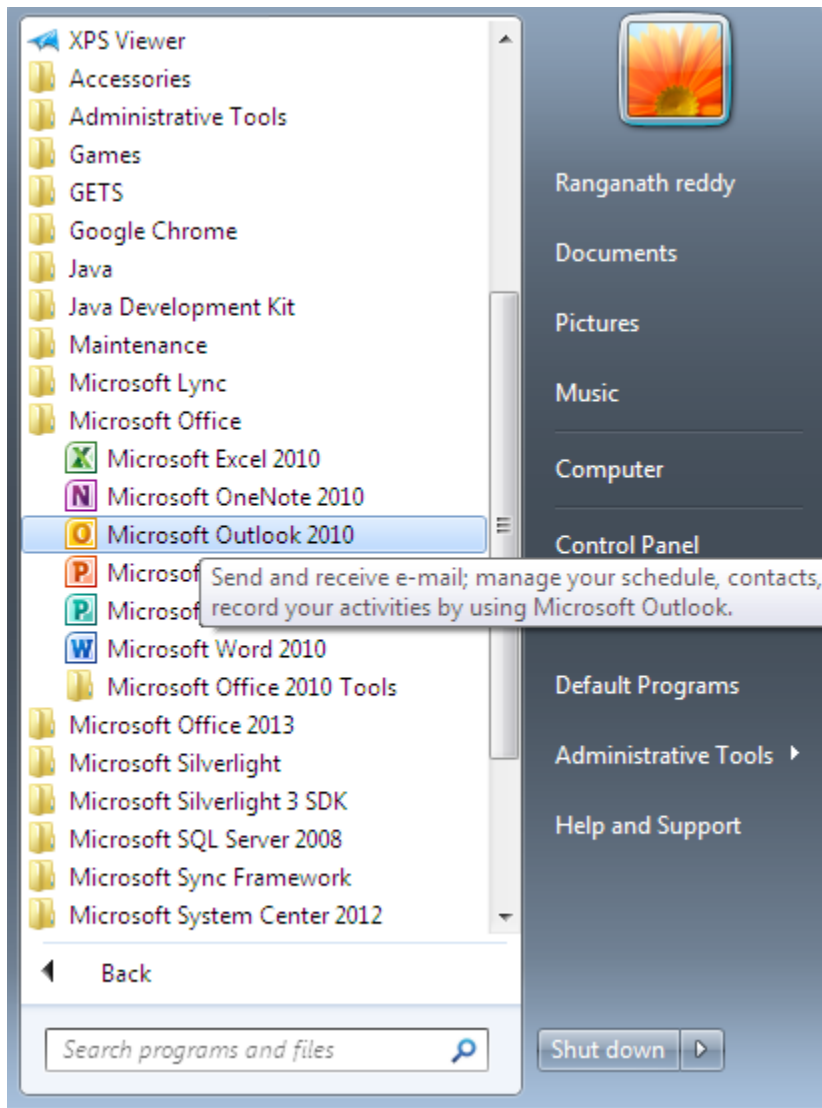 XPS Viewer
Accessories
Administrative Tools
Games
GETS
Google Chrome
Java
Java Development Kit
Maintenance
Microsoft Lync
Microsoft Office
Microsoft Excel 2010
Microsoft OneNote 2010
Microsoft Outlook 2010
Microsof
Microsof
Send and receive e-mail; manage your schedule, contacts,
record your activities by using Microsoft Outlook.
Microsoft Word 2010
Microsoft Office 2010 Tools
Microsoft Office 2013
Microsoft Silverlight
Microsoft Silverlight 3 SDK
Microsoft SQL Server 2008
Microsoft Sync Framework
Microsoft System Center 2012
Back
Search programs and files
Ranganath reddy
Documents
Pictures
Music
Computer
Control Panel
Default Programs
Administrative Tools
Help and Support
Shut down